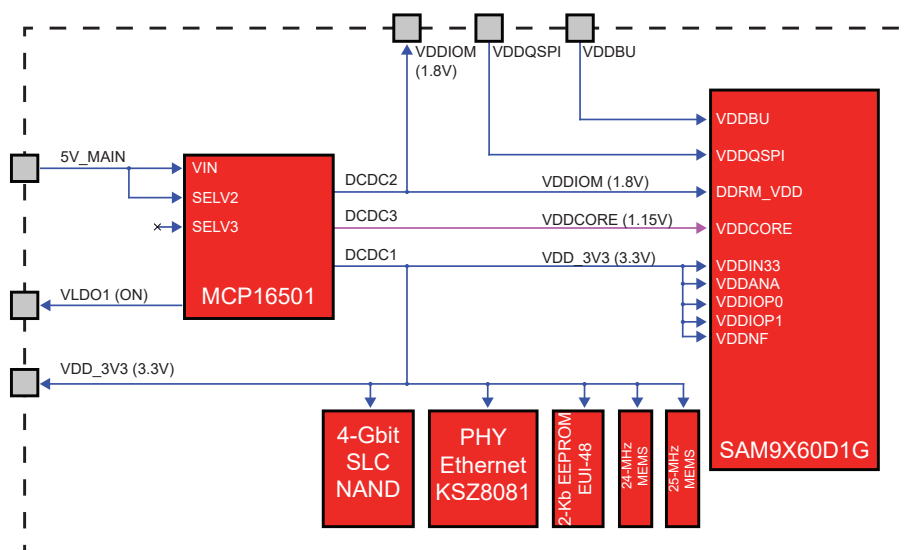 VDDIOM
(1.8V)
VDDQSPI
VDDBU
5V_MAIN
VIN
SELV2
SELV3
MCP16501
VLDO1 (ON)
VDD_3V3 (3.3V)
DCDC2
DCDC3
DCDC1
VDDIOM (1.8V)
VDDCORE (1.15V)
VDD_3V3 (3.3V)
VDDBU
VDDQSPI
DDRM_VDD
VDDCORE
VDDIN33
VDDANA
VDDIOP0
VDDIOP1
VDDNF
SAM9X60D1G
4-Gbit
SLC
NAND
PHY
Ethernet
KSZ8081
2-Kb EEPROM
EUI-48
24-MHz
MEMS
25-MHz
MEMS